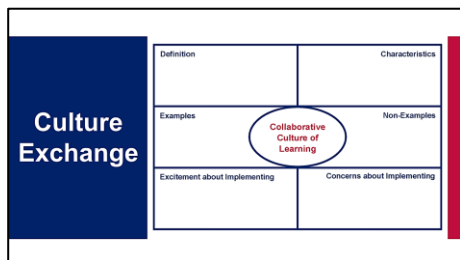 Culture
Exchange
Definition
Characteristics
Examples
Non-Examples
Collaborative
Culture of
Learning
Excitement about Implementing
Concerns about Implementing